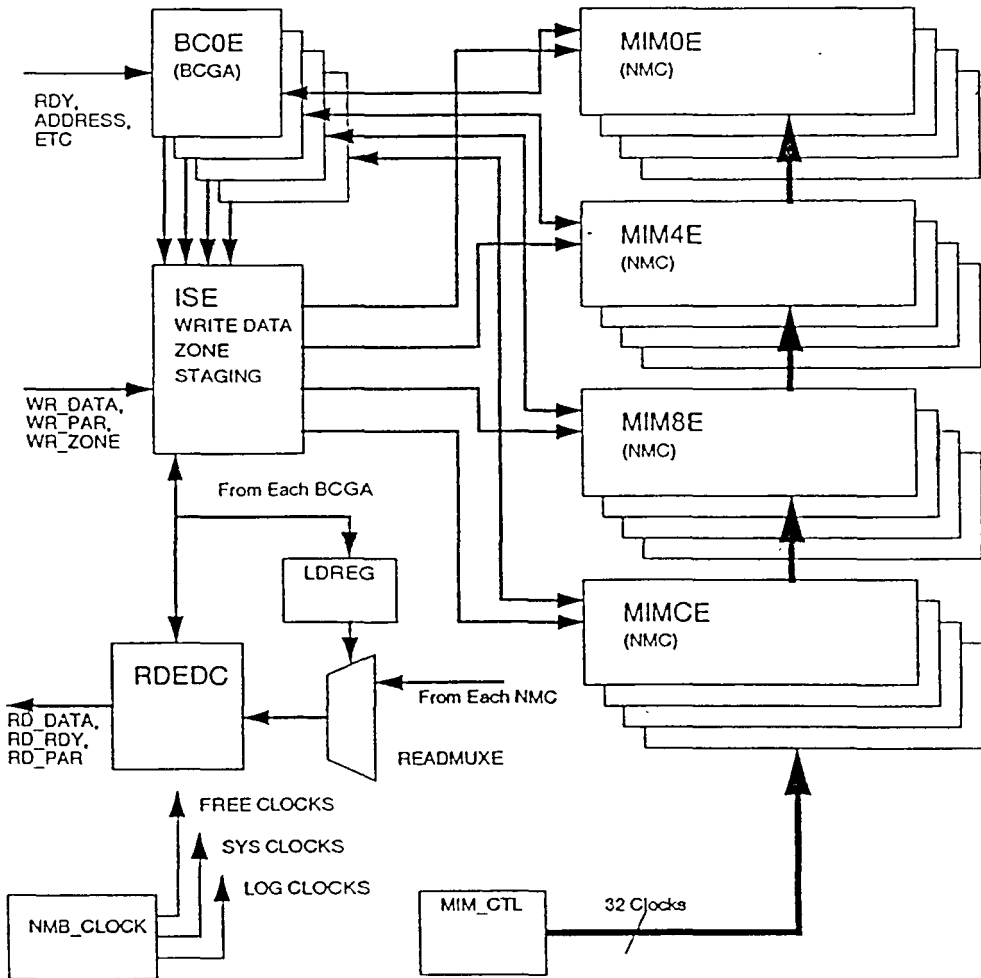 BC0E
(BCGA)
RDY,
ADDRESS,
ETC
MIM0E
(NMC)
MIM4E
(NMC)
ISE
WRITE DATA
ZONE
STAGING
WR_DATA,
WR_PAR,
WR_ZONE
MIM8E
(NMC)
From Each BCGA
LDREG
MIMCE
(NMC)
RDEDC
From Each NMC
RD_DATA,
RD_RDY,
RD_PAR
READMUXE
FREE CLOCKS
SYS CLOCKS
LOG CLOCKS
NMB_CLOCK
MIM_CTL
32 Clocks